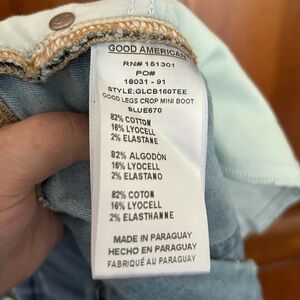 GOOD AMERICAN
RN# 151301
PO#
18031 - 91
STYLE:GLCB160TEE
GOOD LEGS CROP MINI BOOT
BLUE670
82% COTTON
16% LYOCELL
2% ELASTANE
82% ALGODÓN
16% LYOCELL
2% ELASTANO
82% COTON
16% LYOCELL
2% ELASTHANNE
MADE IN PARAGUAY
HECHO EN PARAGUAY
FABRIQUÉ AU PARAGUAY